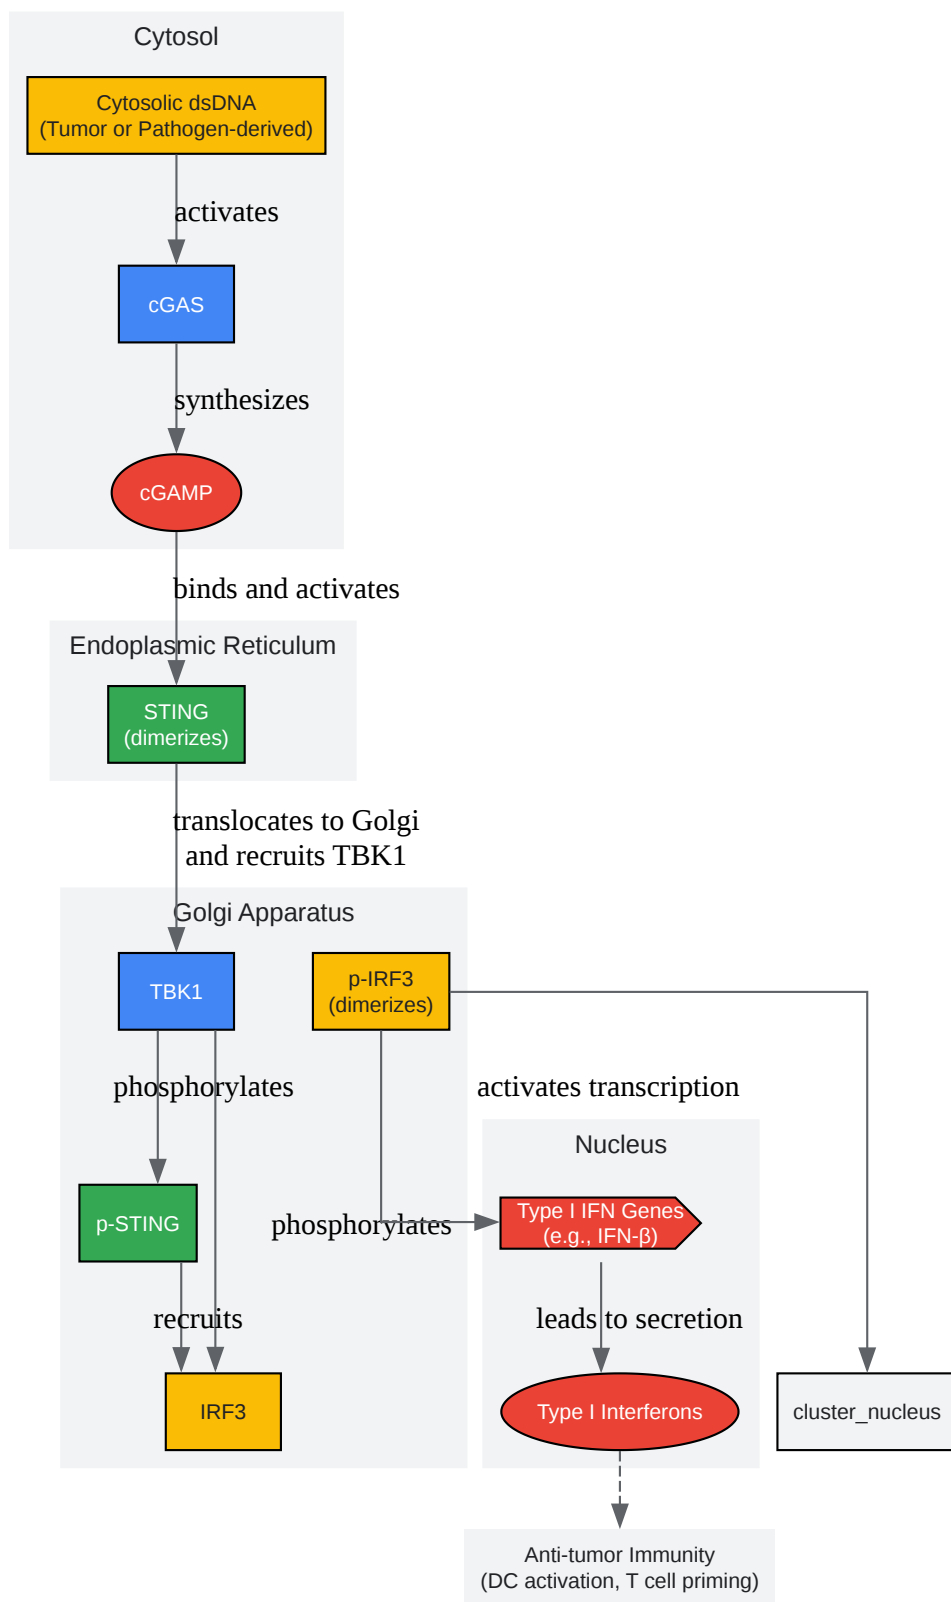 Cytosol
Cytosolic dsDNA
(Tumor or Pathogen-derived)
activates
cGAS
synthesizes
cGAMP
binds and activates
Endoplasmic Reticulum
STING
(dimerizes)
translocates to Golgi
and recruits TBK1
Golgi Apparatus
TBK1
p-IRF3
(dimerizes)
phosphorylates
activates transcription
Nucleus
p-STING
phosphorylates
Type I IFN Genes
(e.g., IFN-β)
recruits
leads to secretion
IRF3
Type I Interferons
cluster_nucleus
Anti-tumor Immunity
(DC activation, T cell priming)